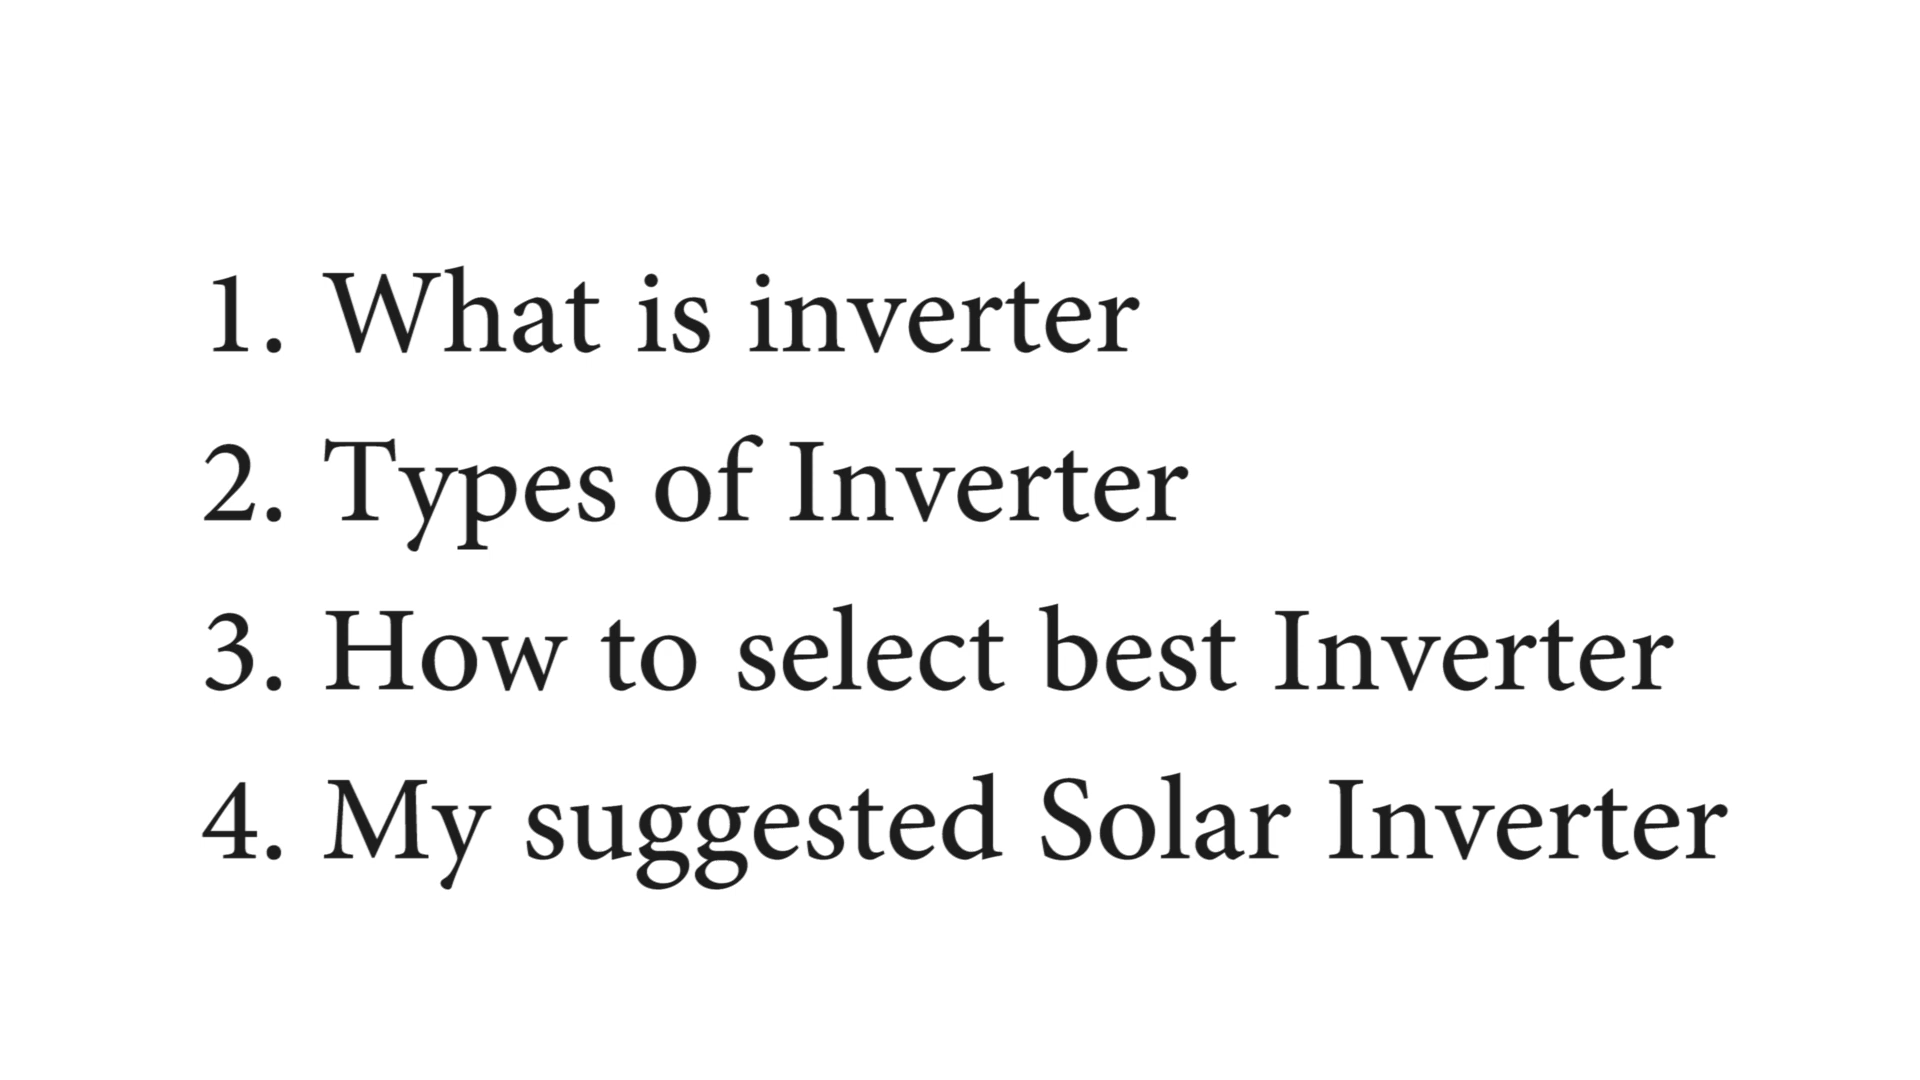 1. What is inverter
2. Types of Inverter
3. How to select best Inverter
4. My suggested Solar Inverter